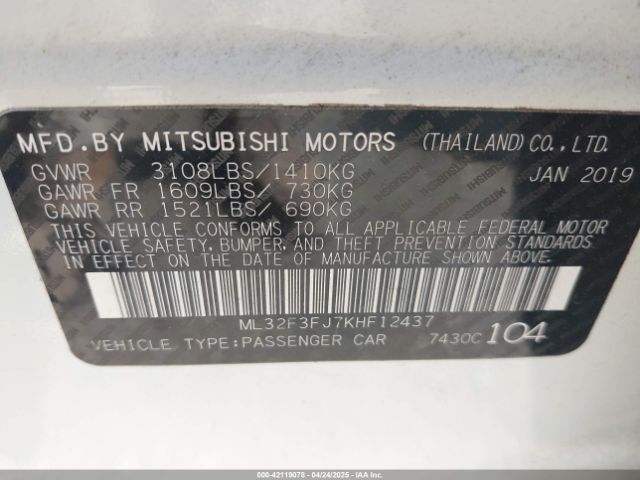 MFD.BY MITSUBISHI MOTORS (THAILAND)CO.,LTD.
GVWR 3108LBS/1410KG JAN 2019
GAWR FR 1609LBS/ 730KG
GAWR RR 1521LBS/ 690KG
THIS VEHICLE CONFORMS TO ALL APPLICABLE FEDERAL MOTOR
VEHICLE SAFETY, BUMPER, AND THEFT PREVENTION STANDARDS
IN EFFECT ON THE DATE OF MANUFACTURE SHOWN ABOVE.
ML32F3FJ7KHF12437
VEHICLE TYPE:PASSENGER CAR 7430C 104
000-42119078 - 04/24/2025 - IAAI.COM